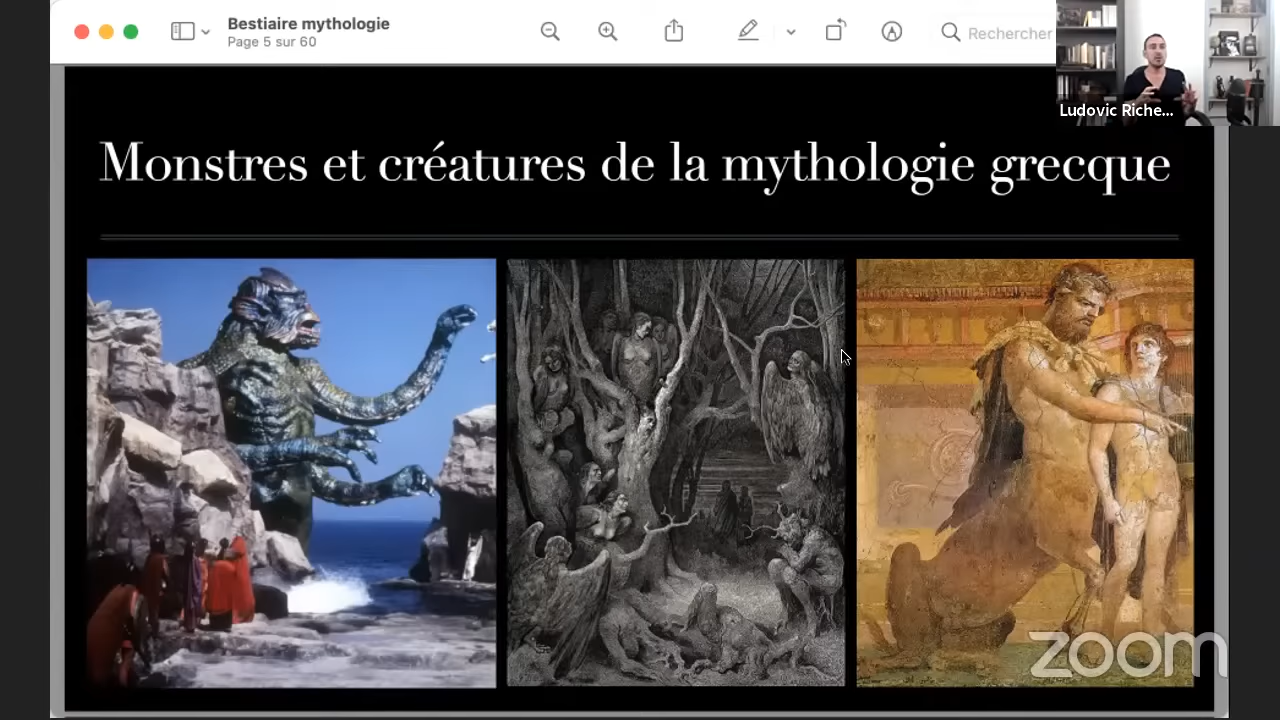 Bestiaire mythologie
Page 5 sur 60
Rechercher
Ludovic Riche...
Monstres et créatures de la mythologie grecque
zoom